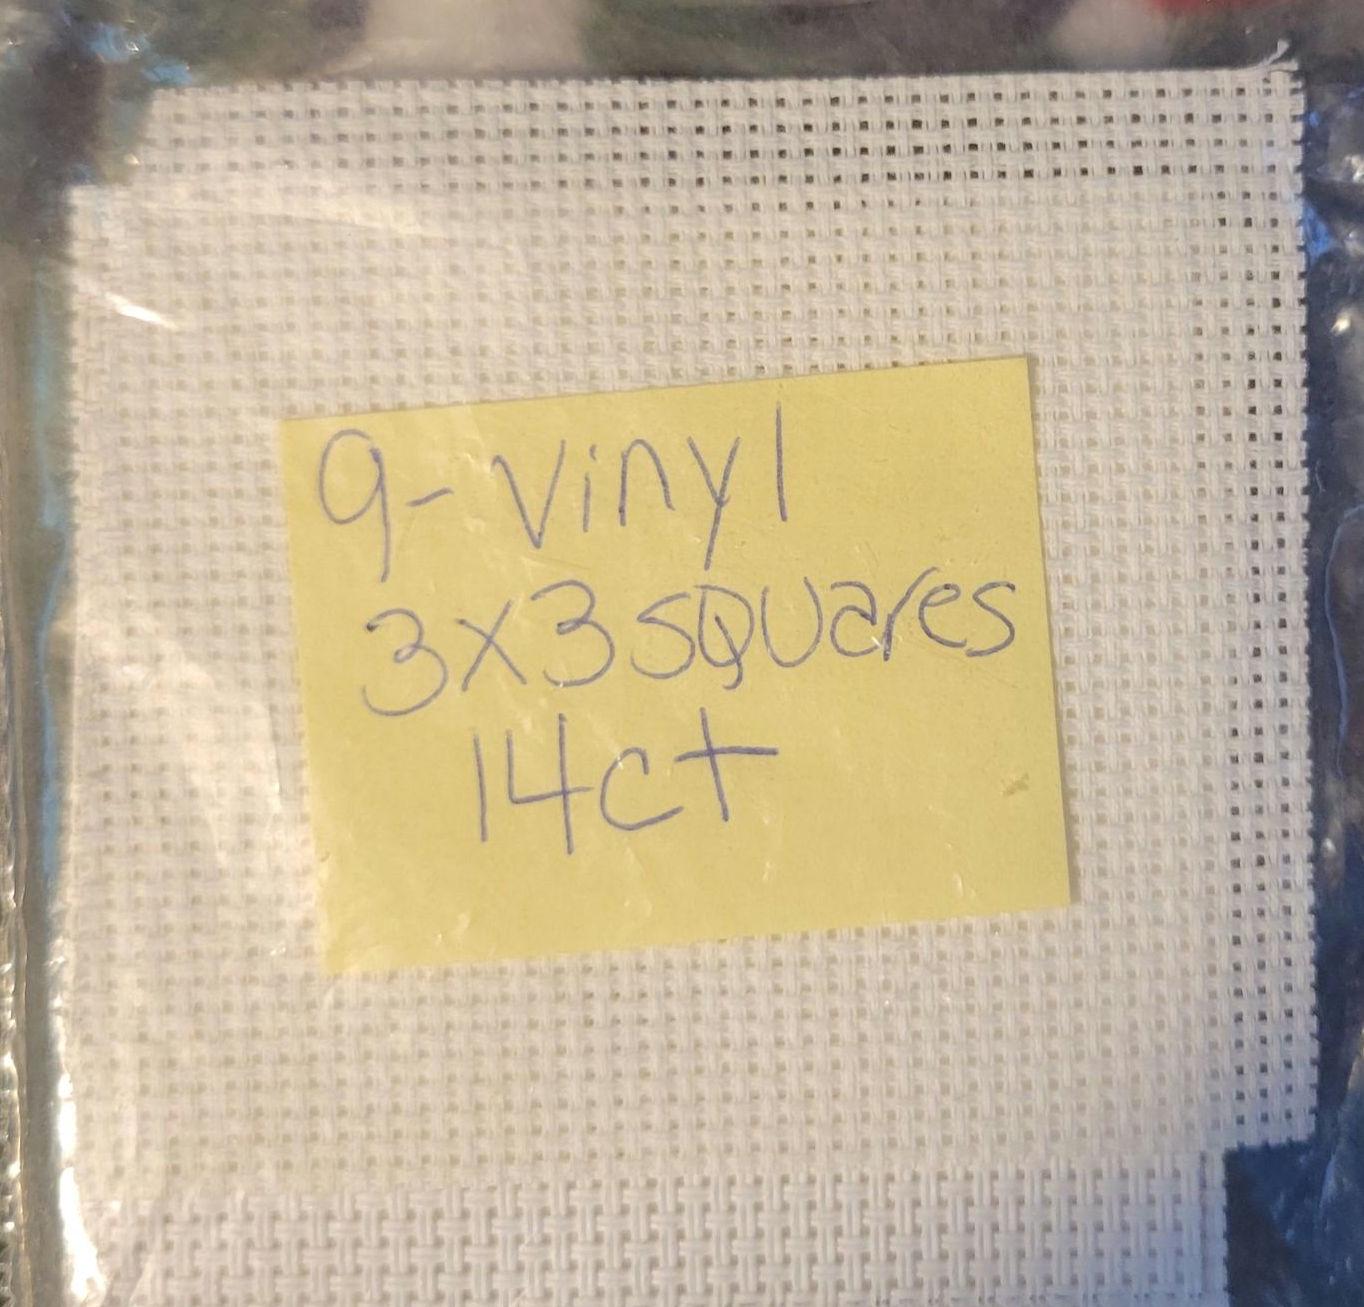 9- Vinyl
3x3 squares
14ct